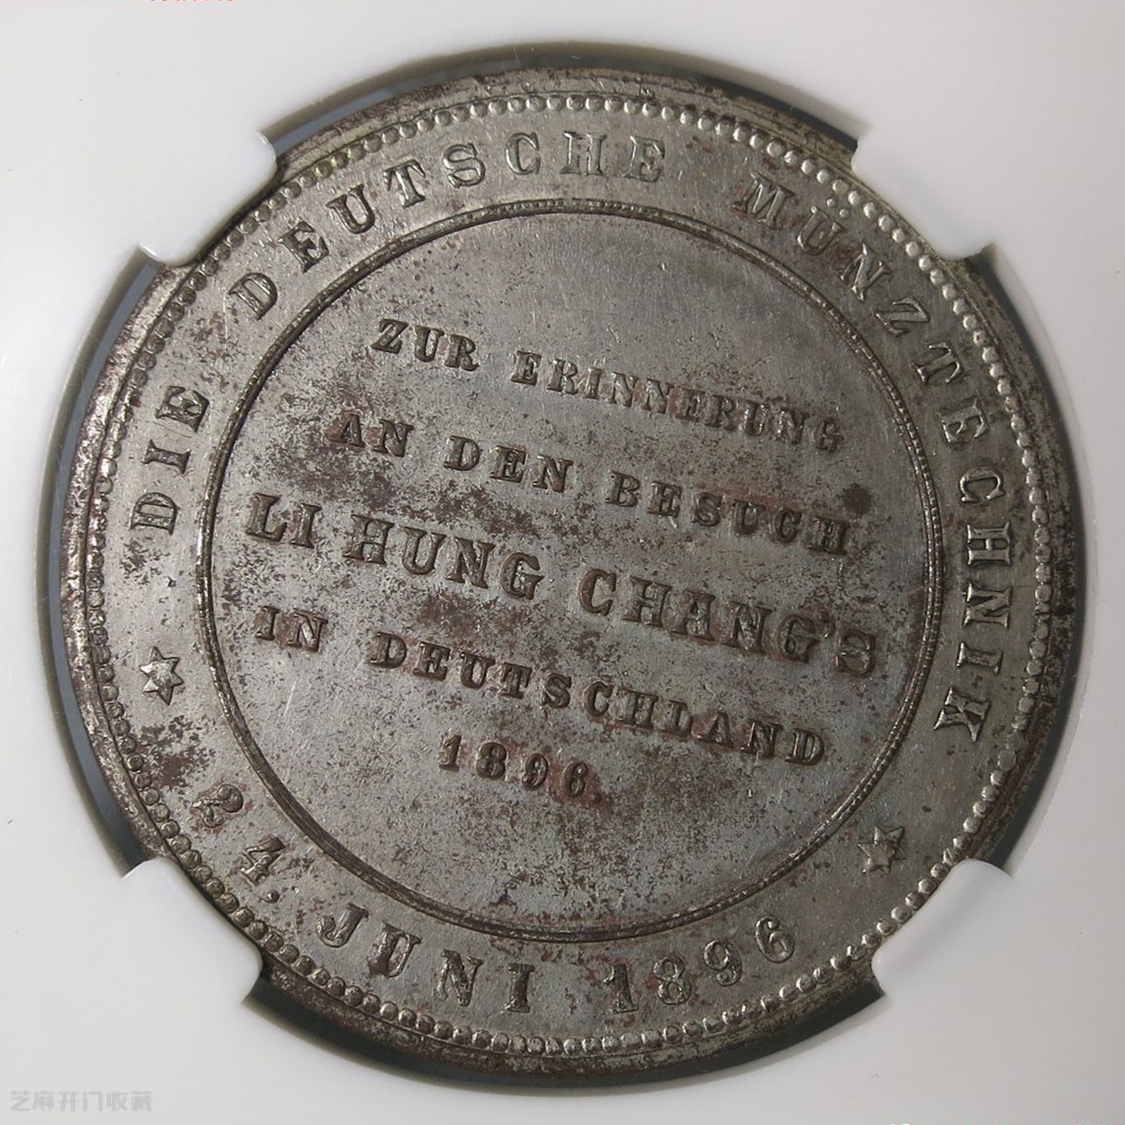 DIE DEUTSCHE MÜNZTECHNIK
ZUR ERINNERUNG
AN DEN BESUCH
LI HUNG CHANG'S
IN DEUTSCHLAND
1896.
24. JUNI 1896
芝麻开门收藏